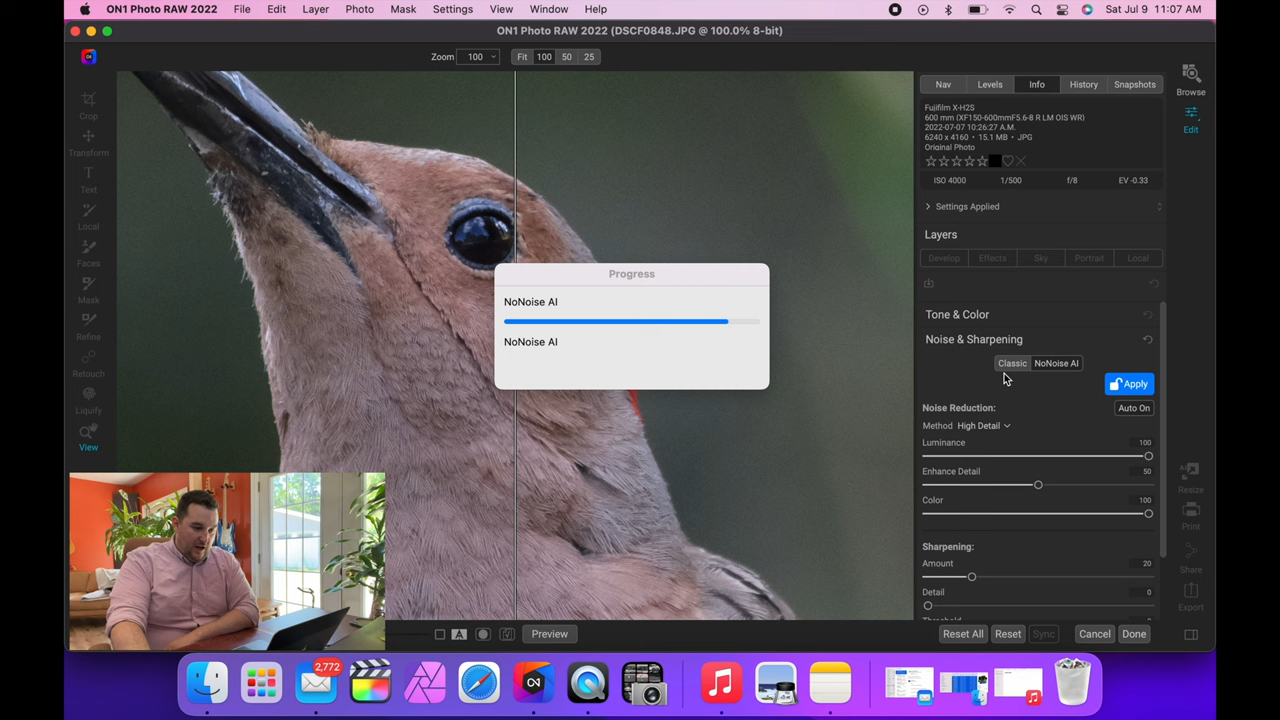 ON1 Photo RAW 2022 File Edit Layer Photo Mask Settings View Window Help Sat Jul 9 11:07 AM
ON1 Photo RAW 2022 (DSCF0848.JPG @ 100.0% 8-bit)
Zoom 100 Fit 100 50 25
Crop
Transform
Text
Local
Faces
Mask
Refine
Retouch
Liquify
View
Progress
NoNoise AI
NoNoise AI
Nav Levels Info History Snapshots
Fujifilm X-H2S
600 mm (XF150-600mmF5.6-8 R LM OIS WR)
2022-07-07 10:26:27 A.M.
6240 x 4160 • 15.1 MB • JPG
Original Photo
ISO 4000 1/500 f/8 EV -0.33
Settings Applied
Layers
Develop Effects Sky Portrait Local
Tone & Color
Noise & Sharpening
Classic NoNoise AI
Apply
Noise Reduction: Auto On
Method High Detail
Luminance 100
Enhance Detail 50
Color 100
Sharpening:
Amount 20
Detail 0
Browse
Edit
AI
Resize
Print
Share
Export
A Preview Reset All Reset Sync Cancel Done
2,772